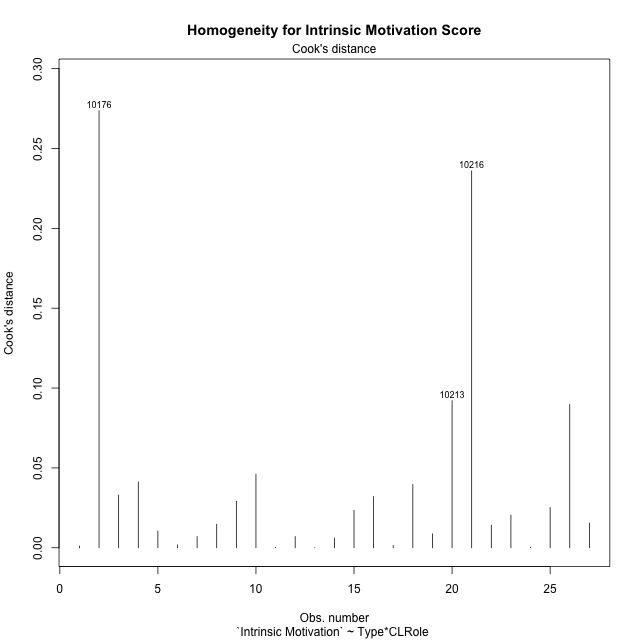 Homogeneity for Intrinsic Motivation Score
Cook's distance
Cook's distance
0.30
0.25
0.20
0.15
0.10
0.05
0.00
10176
10216
10213
0 5 10 15 20 25
Obs. number
`Intrinsic Motivation` ~ Type*CLRole